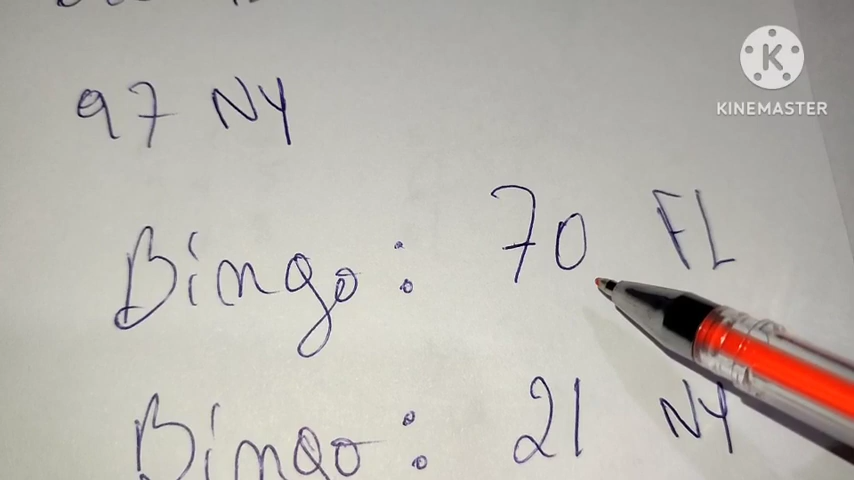 K
KINEMASTER
97 NY
Bingo: 70 FL
Bingo: 21 NY